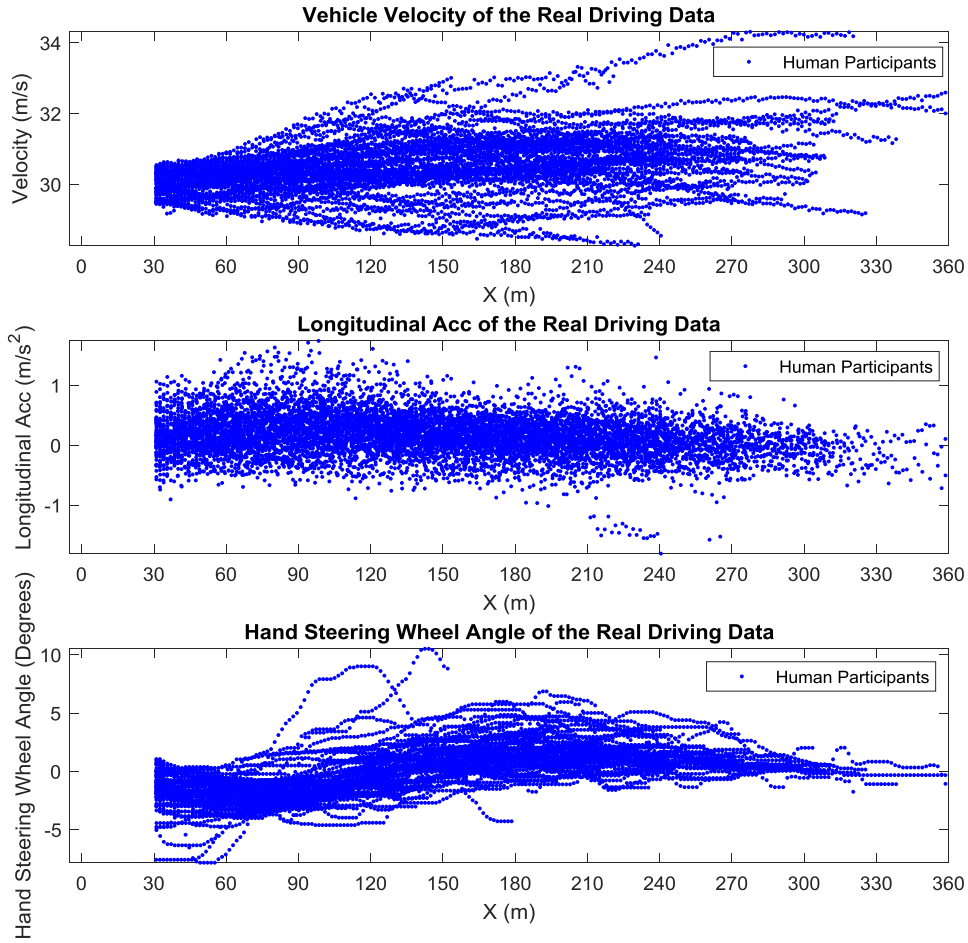 Vehicle Velocity of the Real Driving Data
Velocity (m/s)
34
32
30
Human Participants
0 30 60 90 120 150 180 210 240 270 300 330 360
X (m)
Longitudinal Acc of the Real Driving Data
Longitudinal Acc (m/s²)
1
0
-1
Human Participants
0 30 60 90 120 150 180 210 240 270 300 330 360
X (m)
Hand Steering Wheel Angle of the Real Driving Data
Hand Steering Wheel Angle (Degrees)
10
5
0
-5
Human Participants
0 30 60 90 120 150 180 210 240 270 300 330 360
X (m)